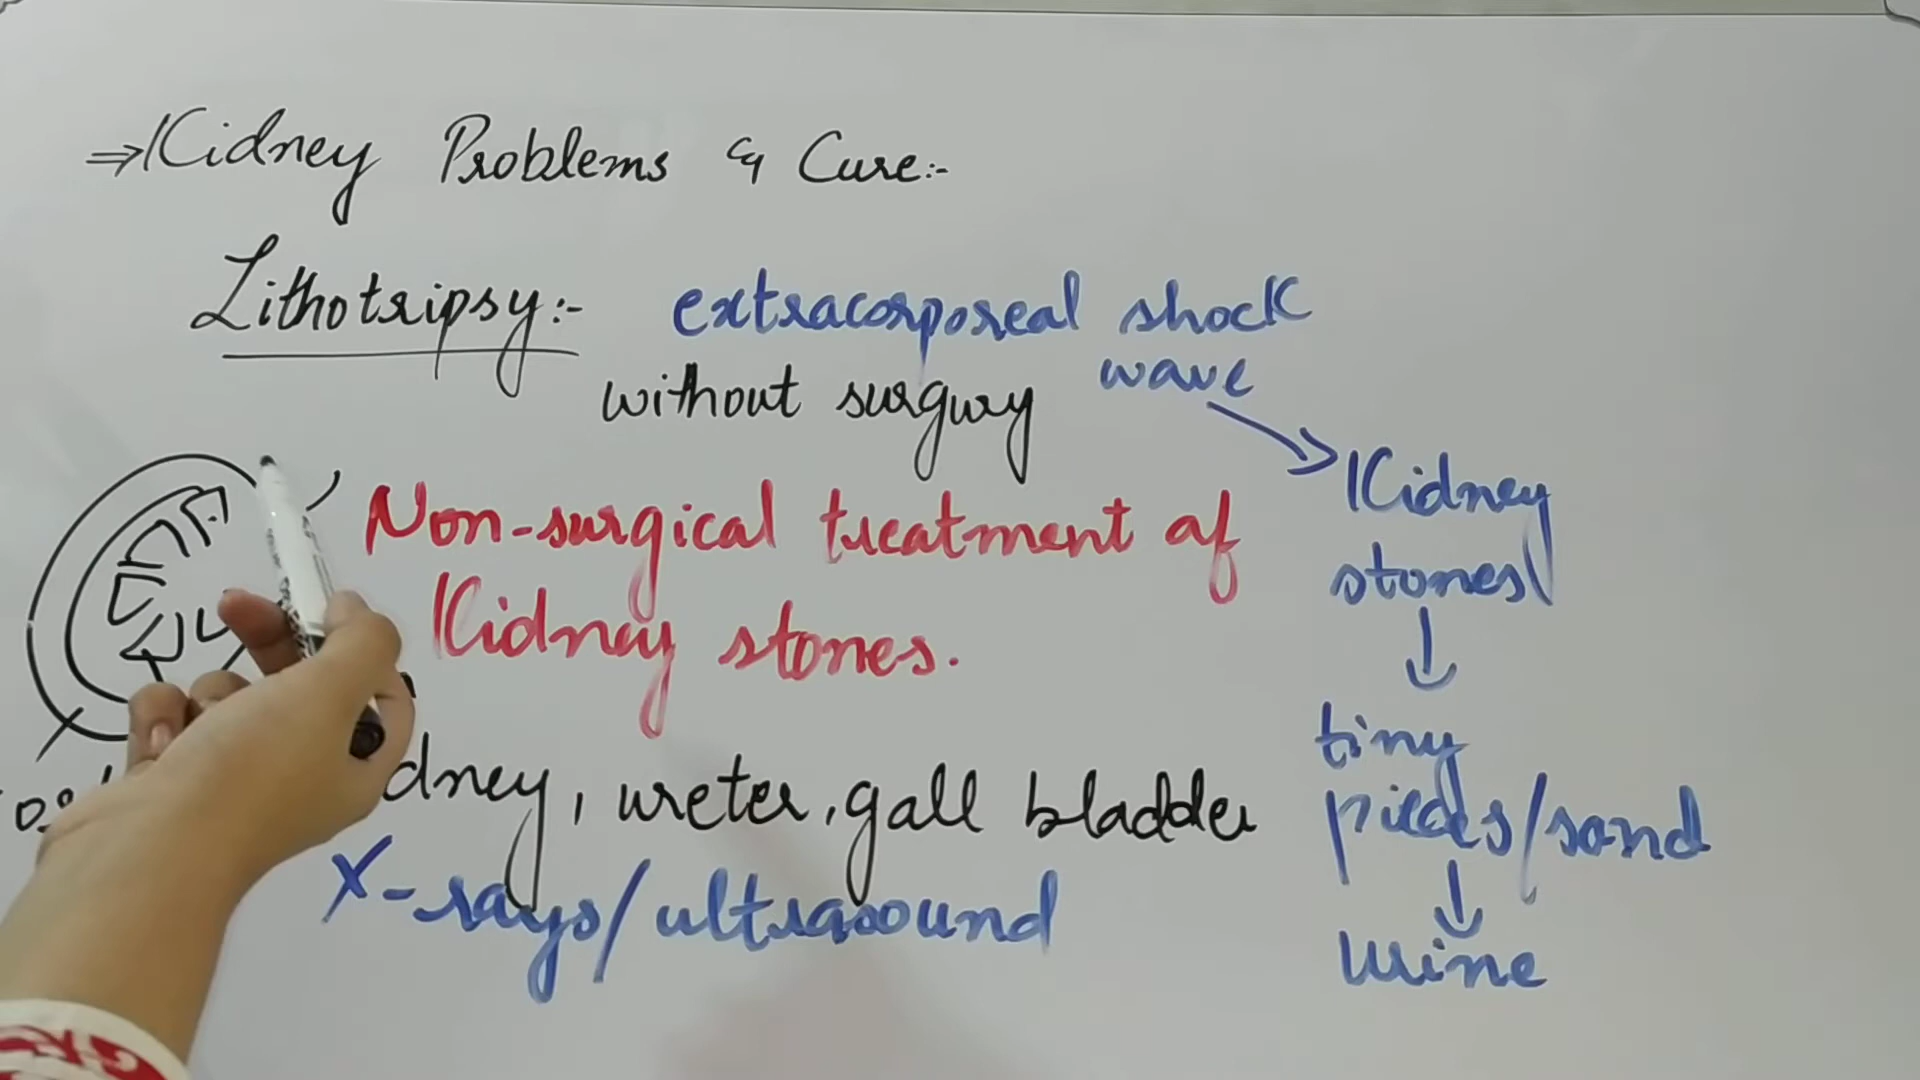 ⇒ Kidney Problems & Cure:-
Lithotripsy:- extracorporeal shock
wave
without surgury
Non-surgical treatment of
Kidney stones.
dney, ureter, gall bladder
X-rays/ultrasound
Kidney
stones
↓
tiny
pieces/sand
↓
urine